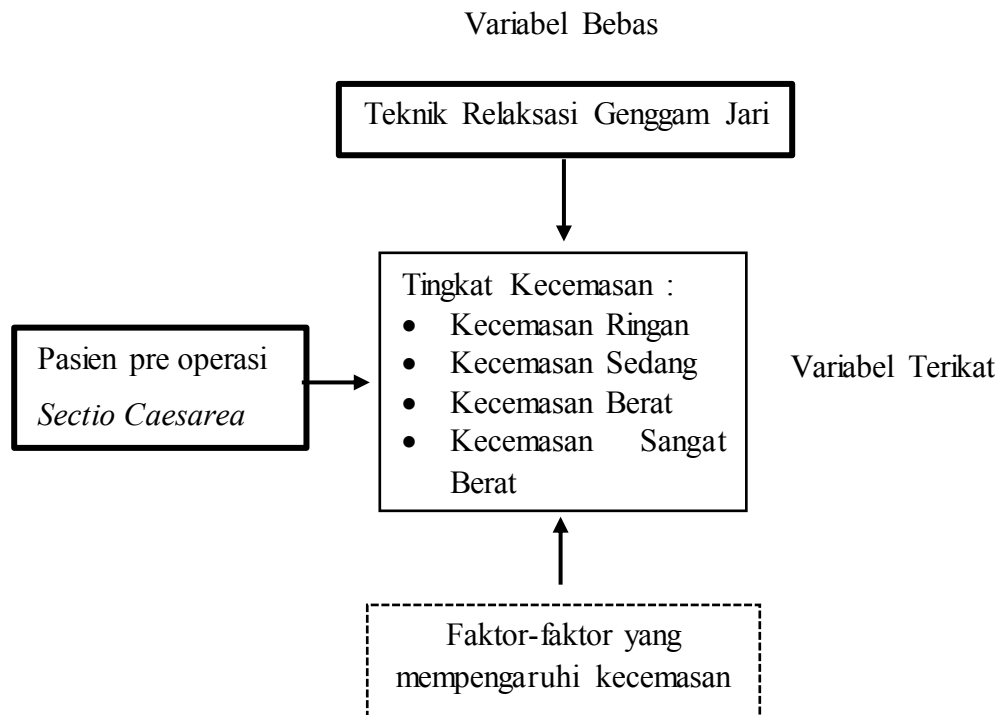 Variabel Bebas
Teknik Relaksasi Genggam Jari
Tingkat Kecemasan :
• Kecemasan Ringan
• Kecemasan Sedang
• Kecemasan Berat
• Kecemasan Sangat
Berat
Pasien pre operasi
Sectio Caesarea
Variabel Terikat
Faktor-faktor yang
mempengaruhi kecemasan